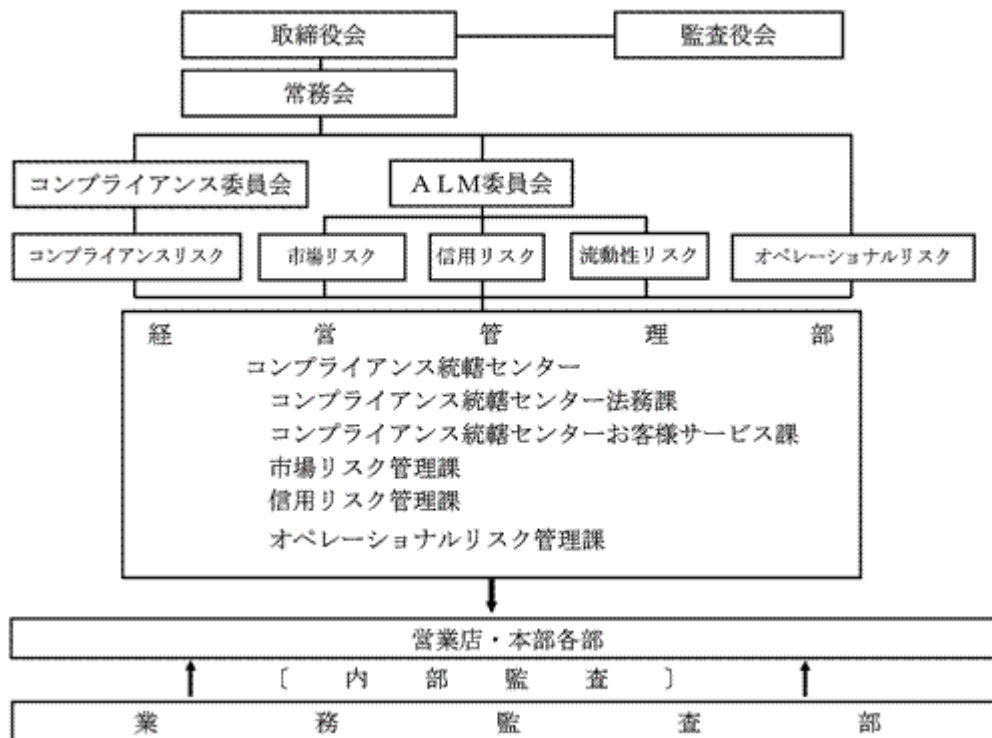 取締役会 監査役会
常務会
コンプライアンス委員会 ALM委員会
コンプライアンスリスク 市場リスク 信用リスク 流動性リスク オペレーショナルリスク
経営管理部
コンプライアンス統轄センター
コンプライアンス統轄センター法務課
コンプライアンス統轄センターお客様サービス課
市場リスク管理課
信用リスク管理課
オペレーショナルリスク管理課
営業店・本部各部
〔内部監査〕
業務監査部